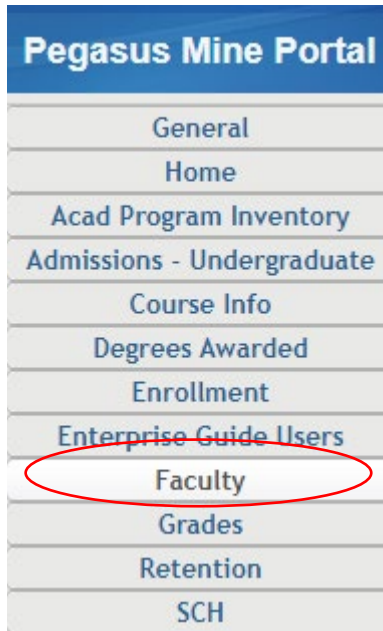 Pegasus Mine Portal
General
Home
Acad Program Inventory
Admissions - Undergraduate
Course Info
Degrees Awarded
Enrollment
Enterprise Guide Users
Faculty
Grades
Retention
SCH